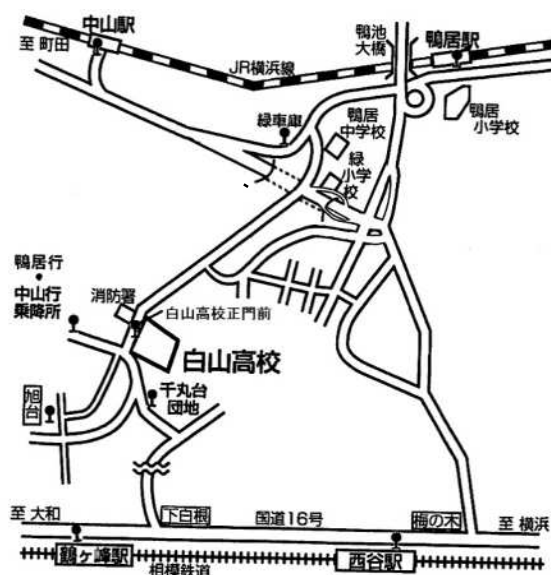 中山駅
至 町田
JR横浜線
鴨池
大橋
鴨居駅
鴨居
小学校
緑車庫
鴨居
中学校
緑
小学
校
鴨居行
・
中山行
乗降所
消防署
白山高校正門前
白山高校
旭
台
千丸台
団地
至 大和
下白根
国道16号
梅の木
至 横浜
鶴ヶ峰駅
西谷駅
相模鉄道